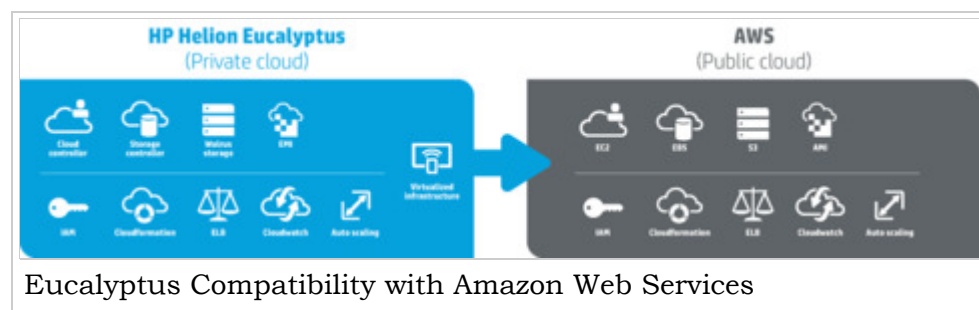 HP Helion Eucalyptus
(Private cloud)
AWS
(Public cloud)
Cloud
controller
Storage
controller
Walrus
storage
EMI
Virtualized
infrastructure
IAM
Cloudformation
ELB
Cloudwatch
Auto scaling
EC2
EBS
S3
AMI
IAM
Cloudformation
ELB
Cloudwatch
Auto scaling
Eucalyptus Compatibility with Amazon Web Services